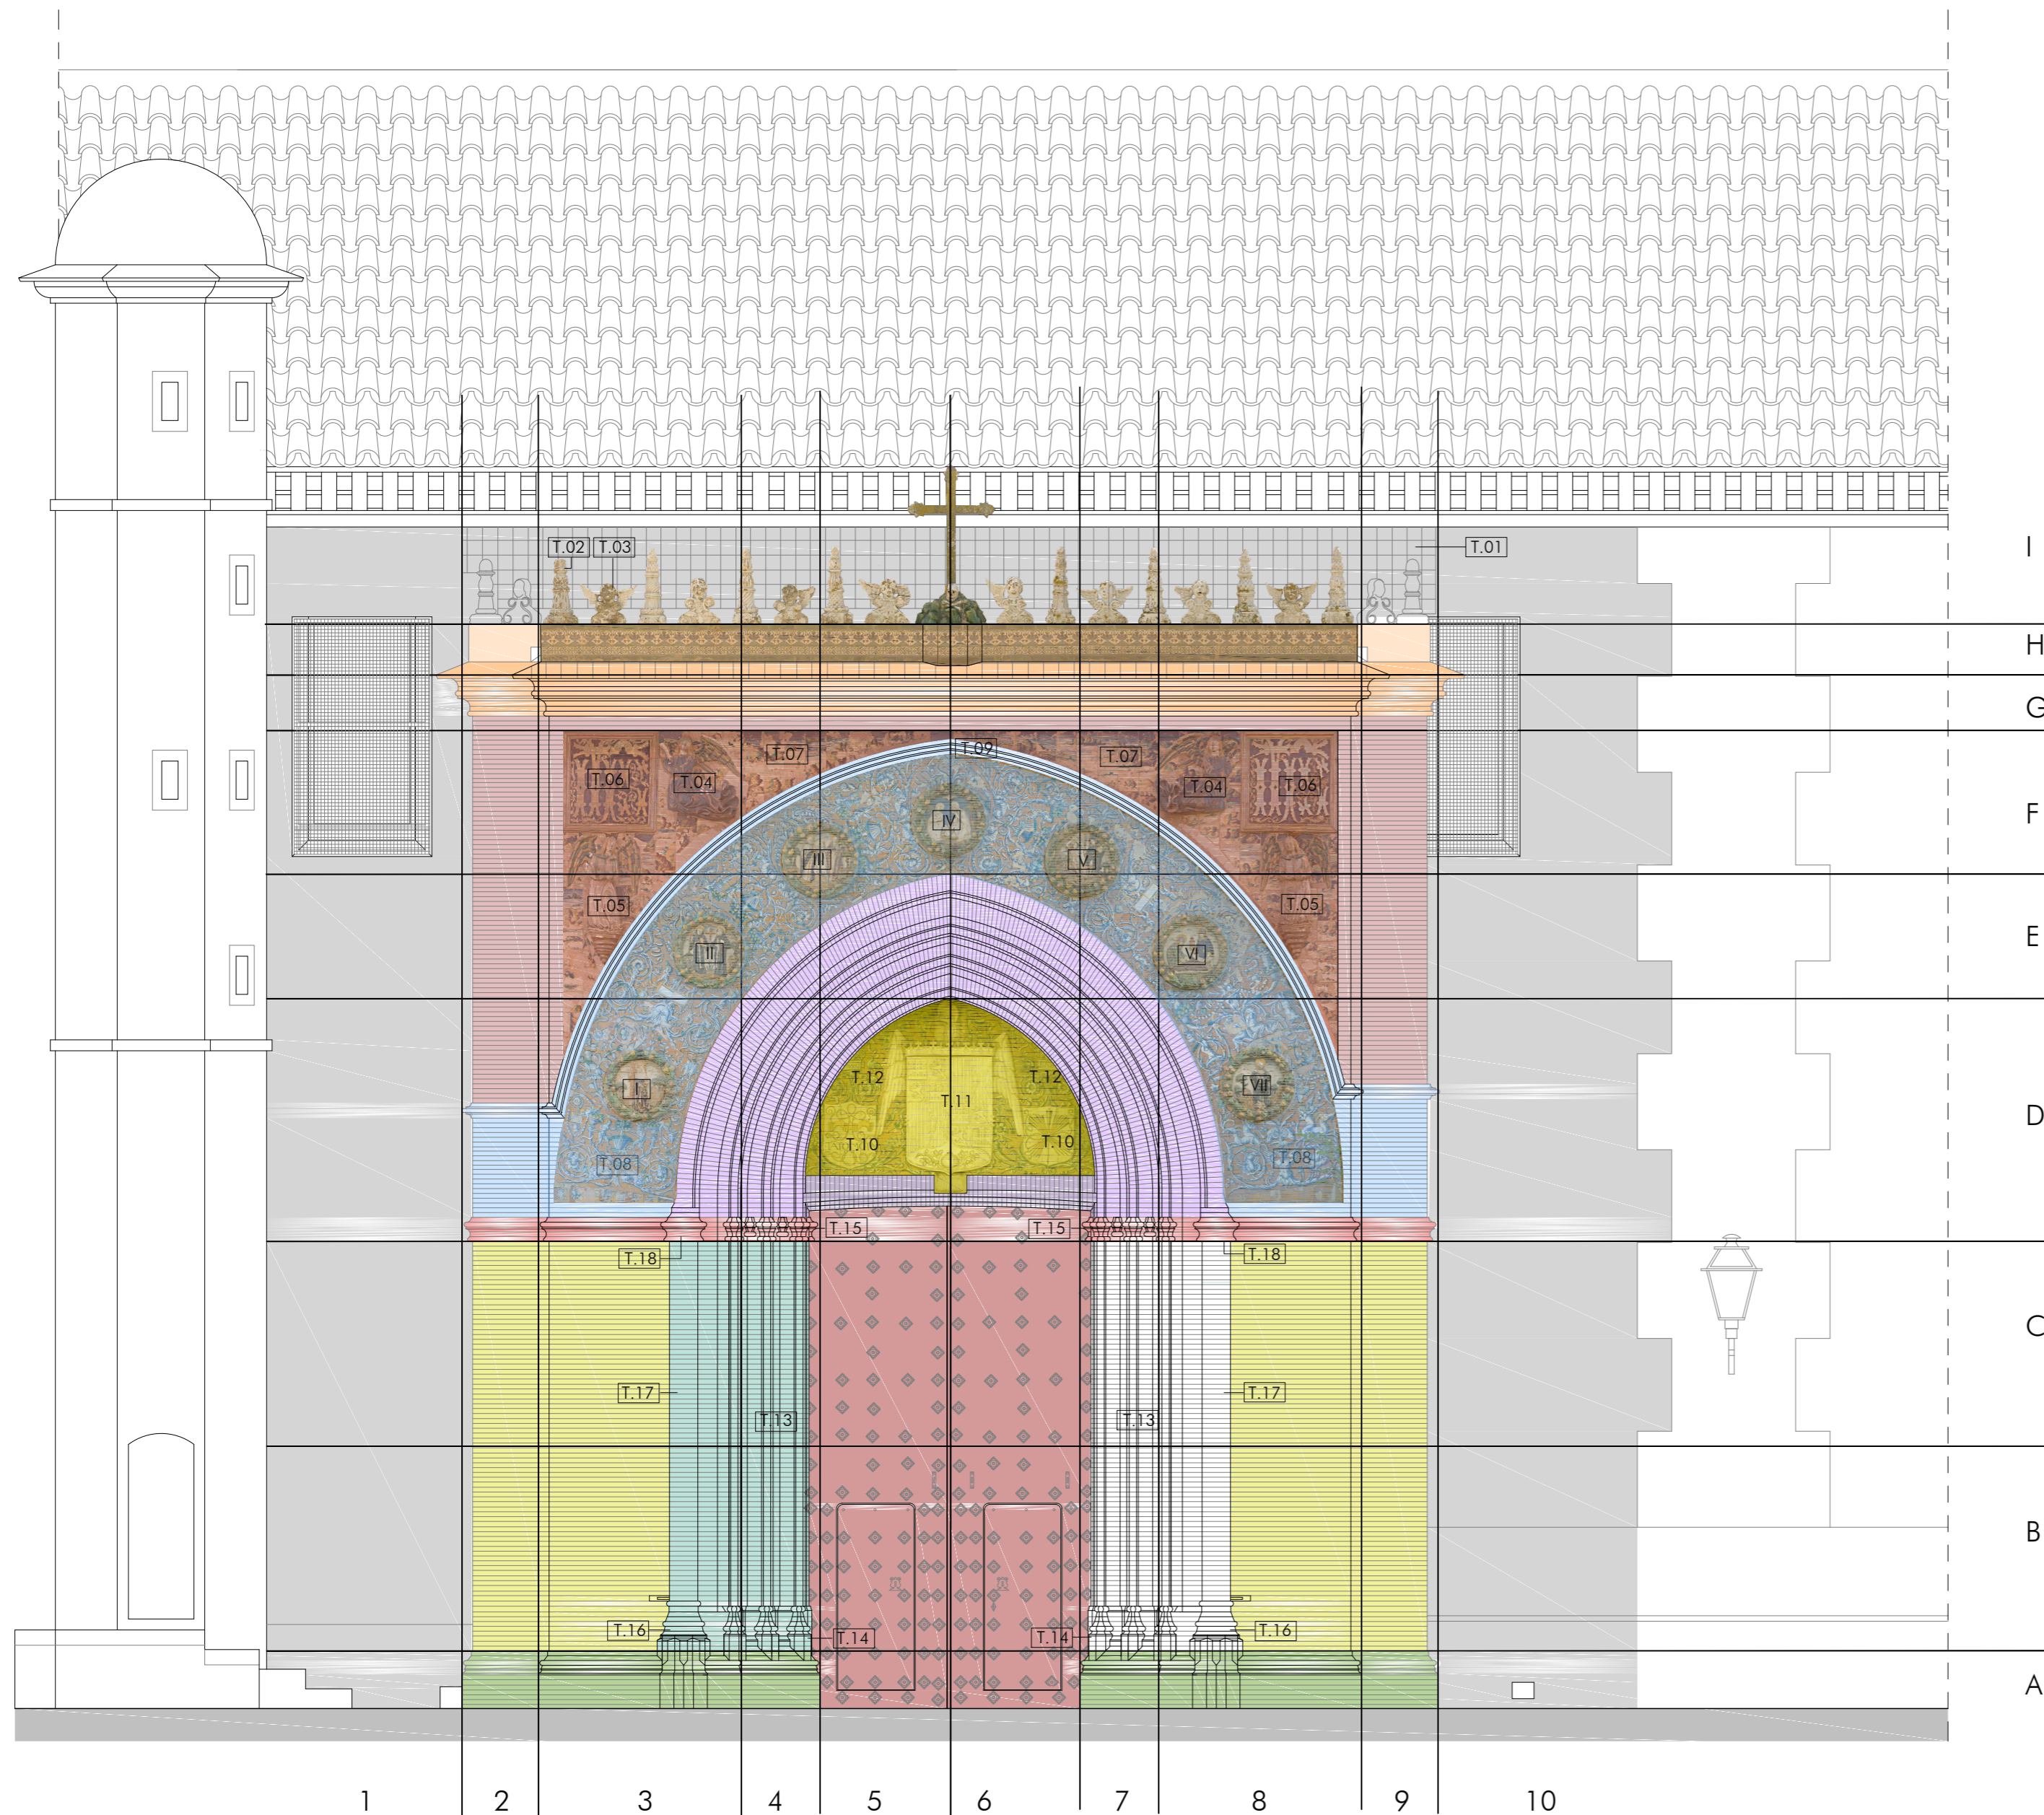 T.02 T.03 T.01 I
H
G
T.07 T.09 T.07
T.06 T.04 T.04 T.06
IV F
III V
T.05 T.05
II VI E
T.12 T.12
I VII
T.11 D
T.10 T.10
T.08 T.08
T.15 T.15
T.18 T.18
C
T.17 T.17
T.13 T.13
B
T.16 T.14 T.14 T.16
A
1 2 3 4 5 6 7 8 9 10